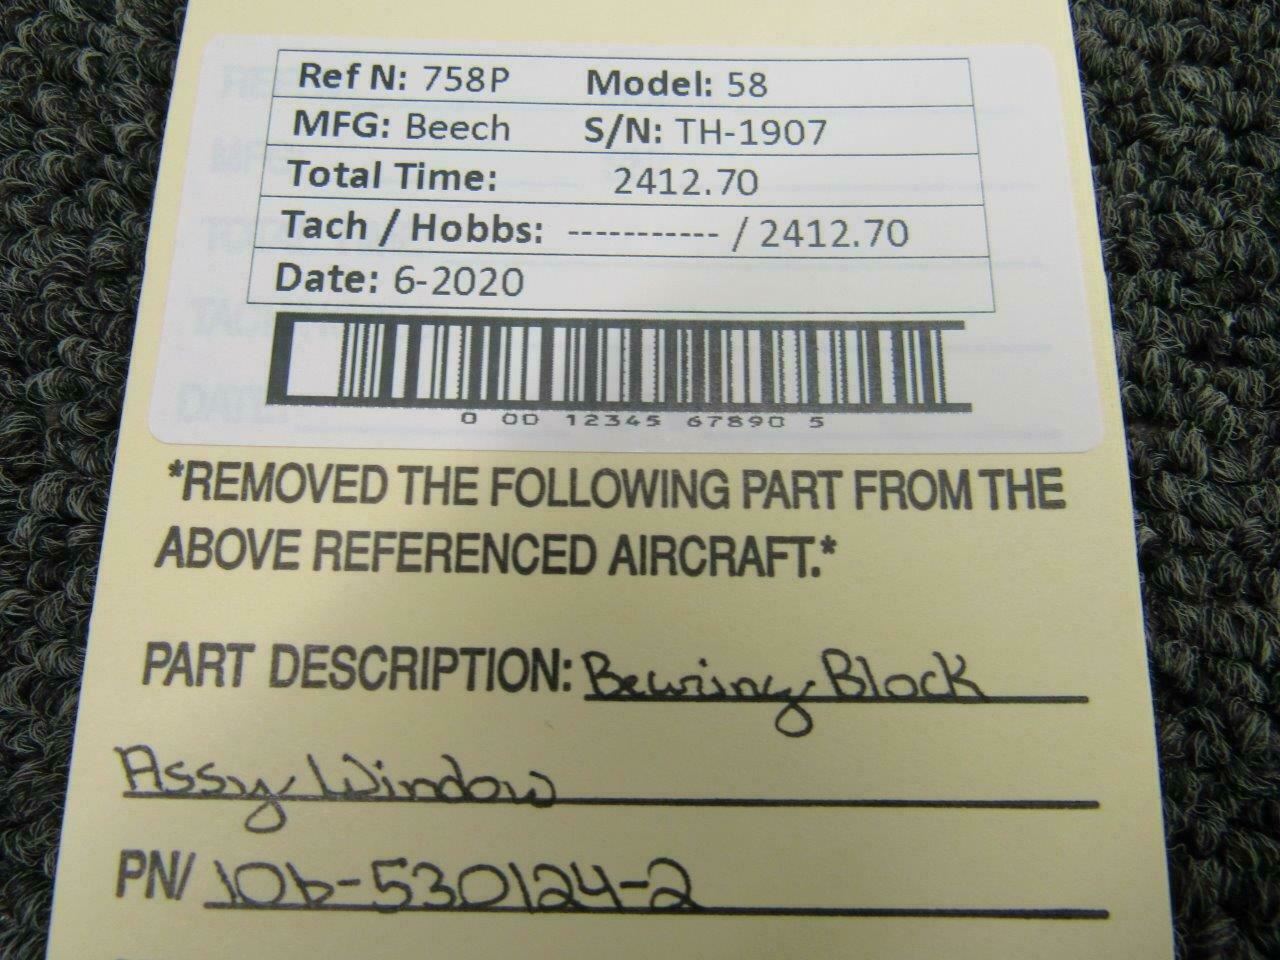 Ref N: 758P Model: 58
MFG: Beech S/N: TH-1907
Total Time: 2412.70
Tach / Hobbs: ----------- / 2412.70
Date: 6-2020
0 00 12345 67890 5
*REMOVED THE FOLLOWING PART FROM THE
ABOVE REFERENCED AIRCRAFT.*
PART DESCRIPTION: Bearing Block
Assy Window
PN/ 106-530124-2